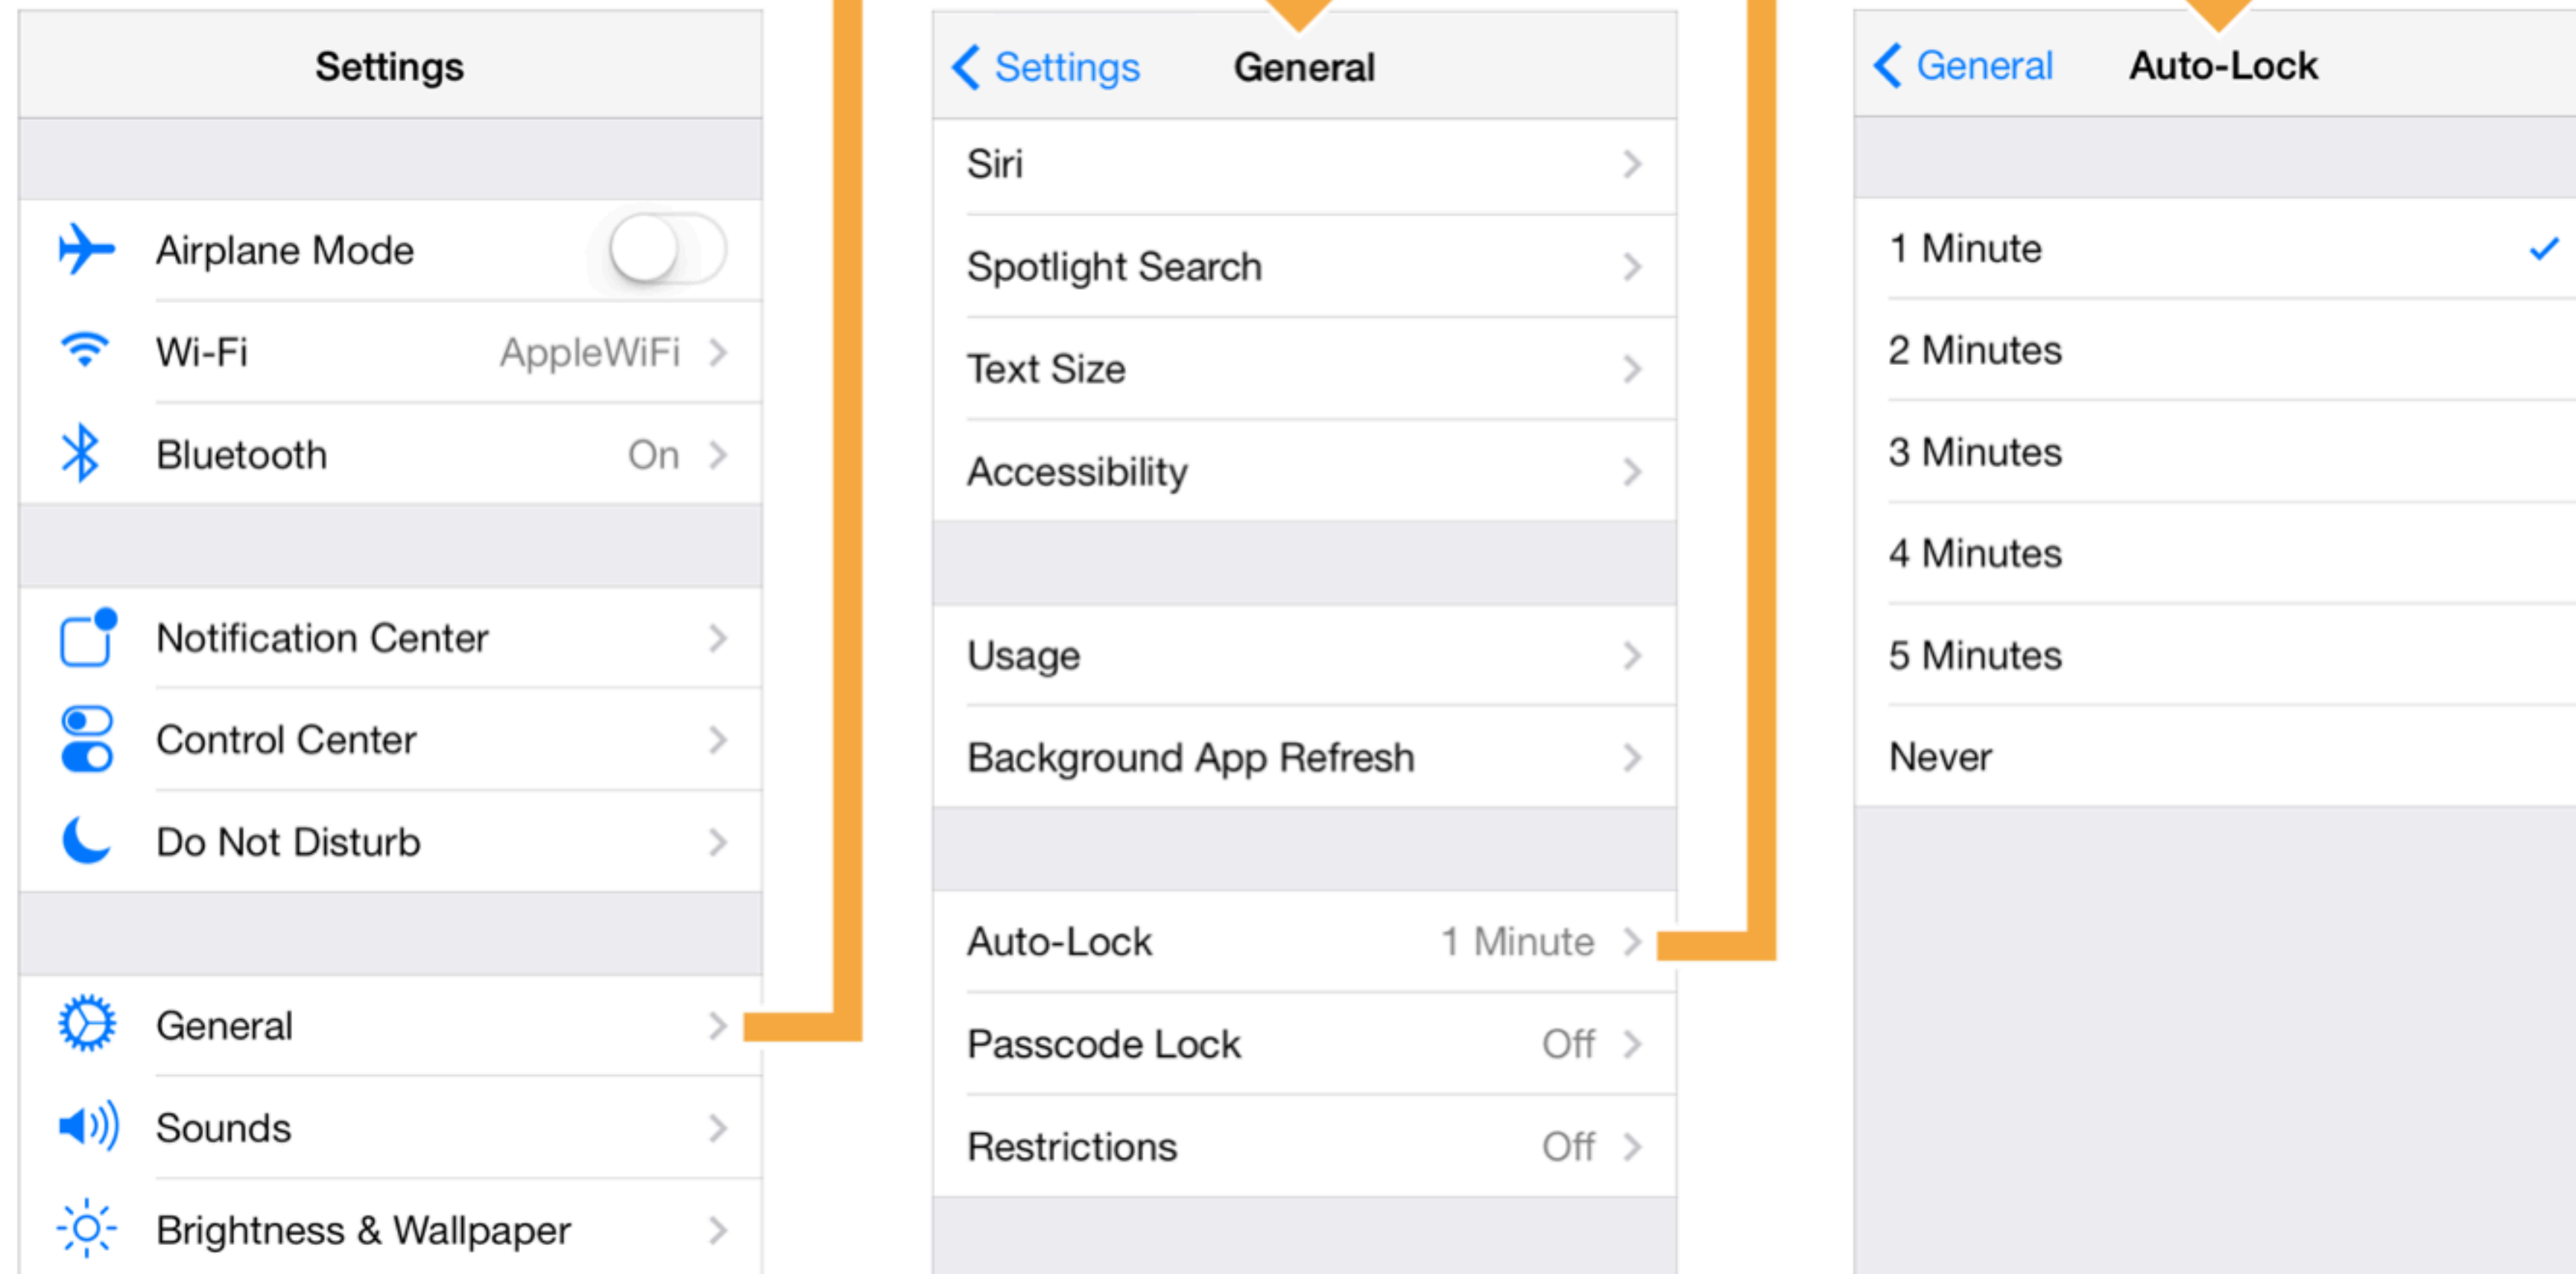 Settings
Airplane Mode
Wi-Fi AppleWiFi
Bluetooth On
Notification Center
Control Center
Do Not Disturb
General
Sounds
Brightness & Wallpaper
Settings General
Siri
Spotlight Search
Text Size
Accessibility
Usage
Background App Refresh
Auto-Lock 1 Minute
Passcode Lock Off
Restrictions Off
General Auto-Lock
1 Minute
2 Minutes
3 Minutes
4 Minutes
5 Minutes
Never